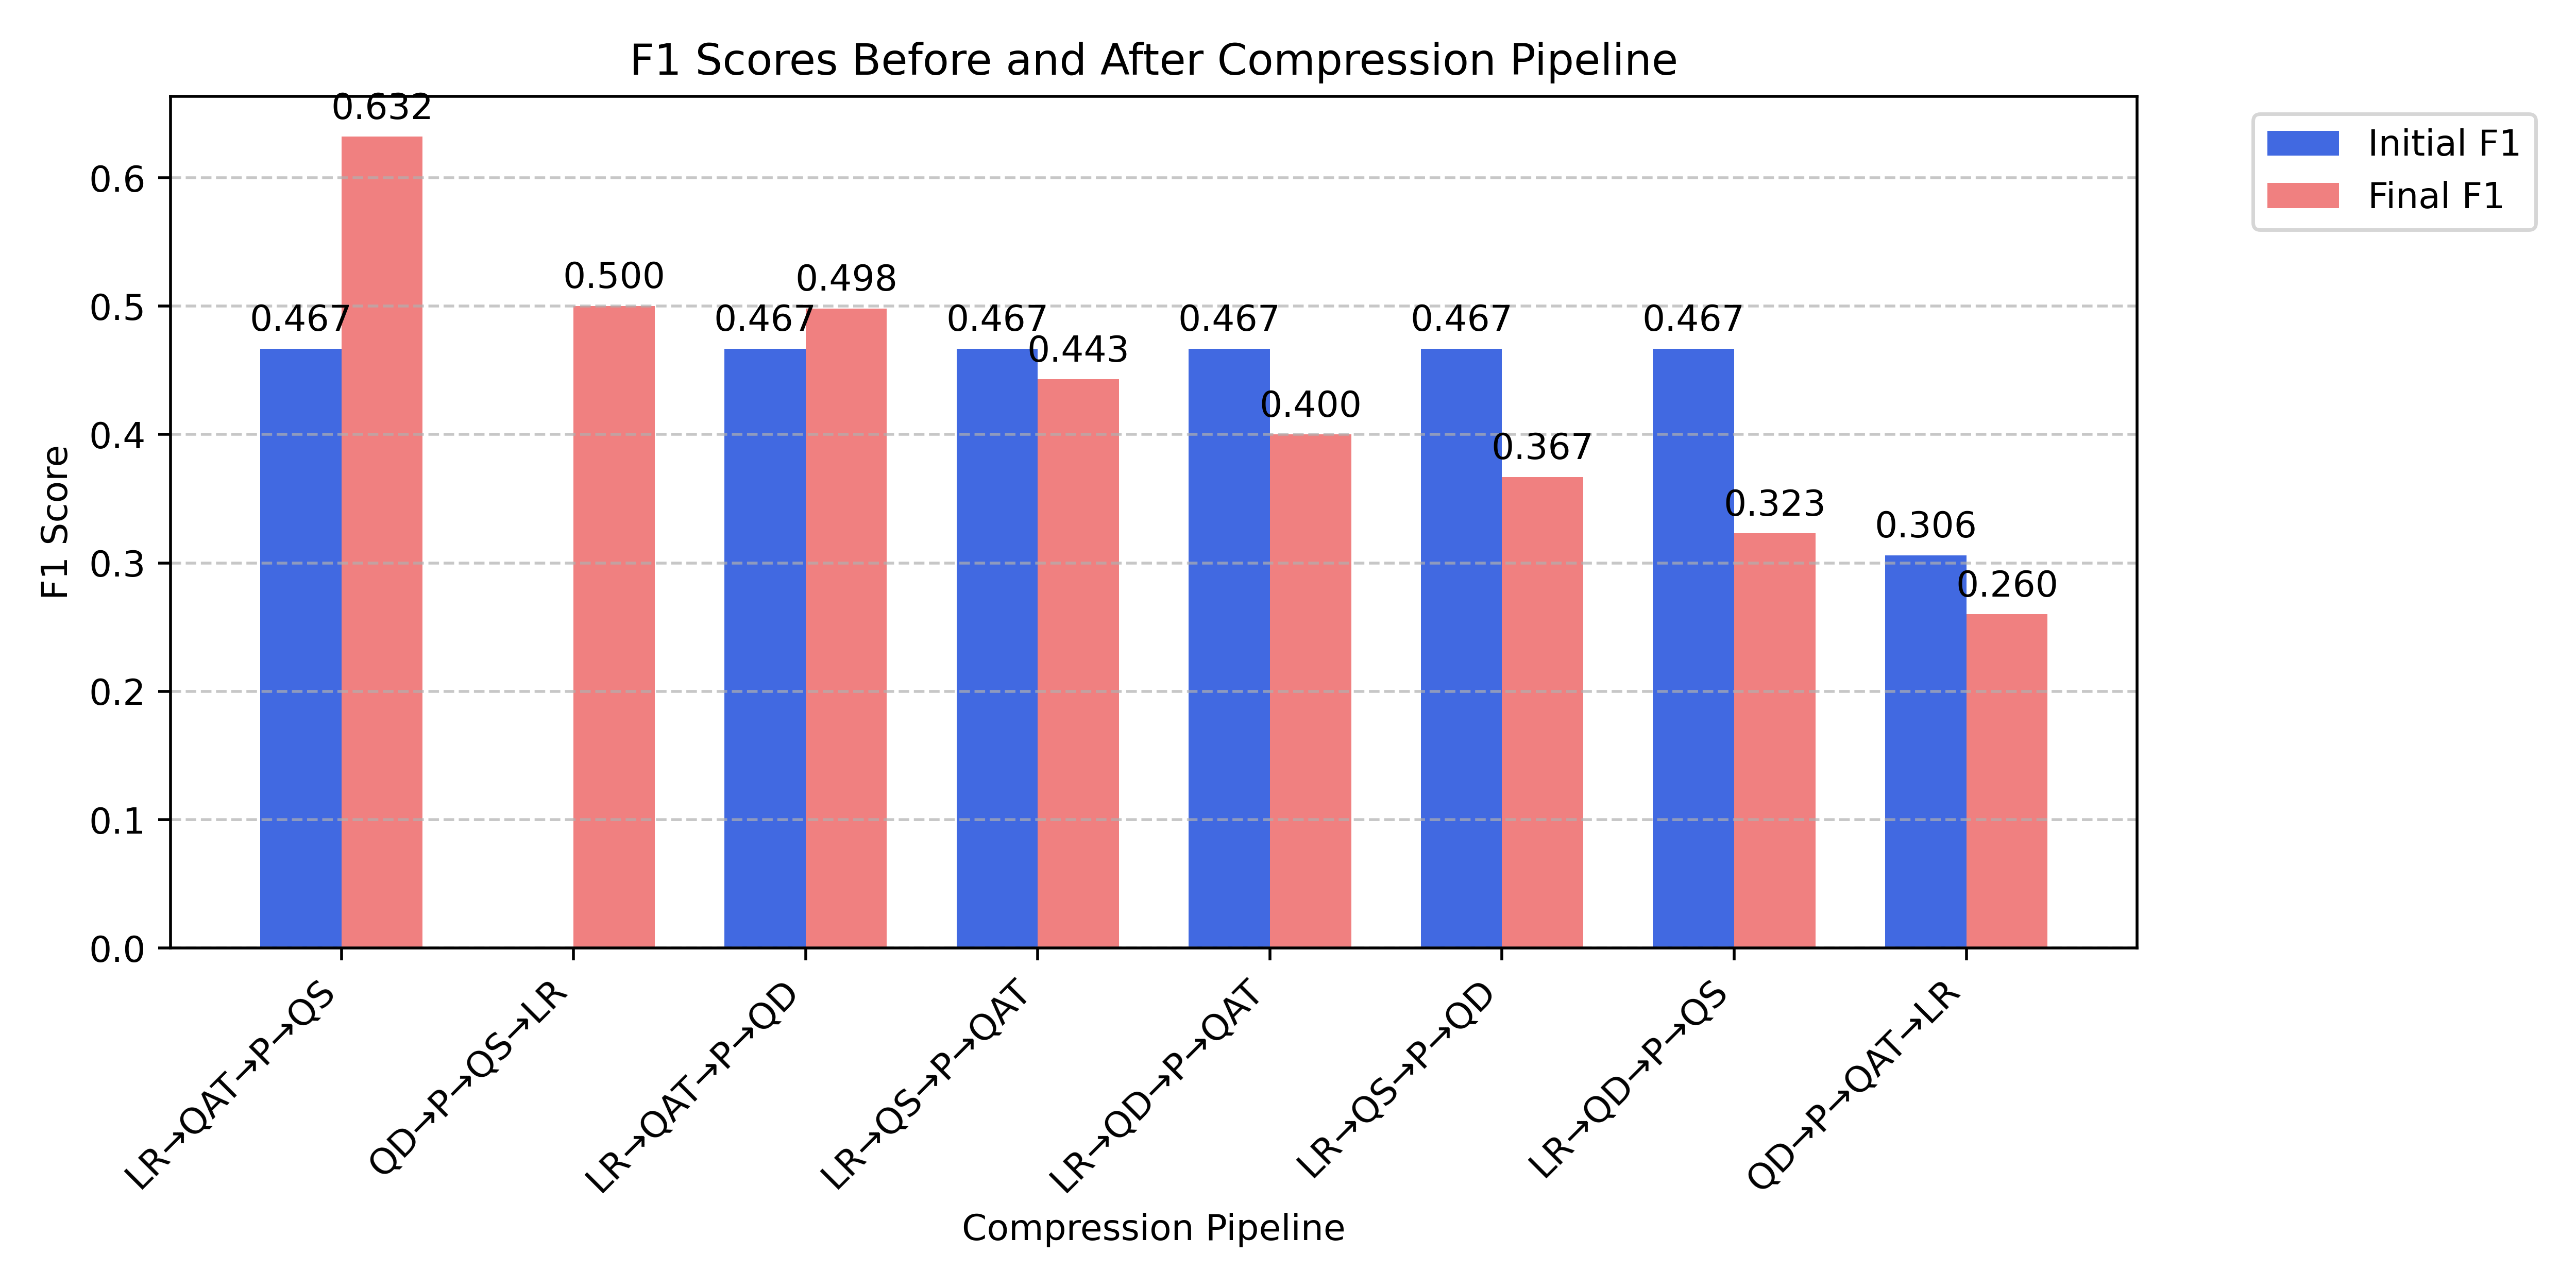 F1 Scores Before and After Compression Pipeline
Initial F1
Final F1
F1 Score
0.6
0.5
0.4
0.3
0.2
0.1
0.0
0.467
0.632
0.500
0.467
0.498
0.467
0.443
0.467
0.400
0.467
0.367
0.467
0.323
0.306
0.260
LR→QAT→P→QS
QD→P→QS→LR
LR→QAT→P→QD
LR→QS→P→QAT
LR→QD→P→QAT
LR→QS→P→QD
LR→QD→P→QS
QD→P→QAT→LR
Compression Pipeline